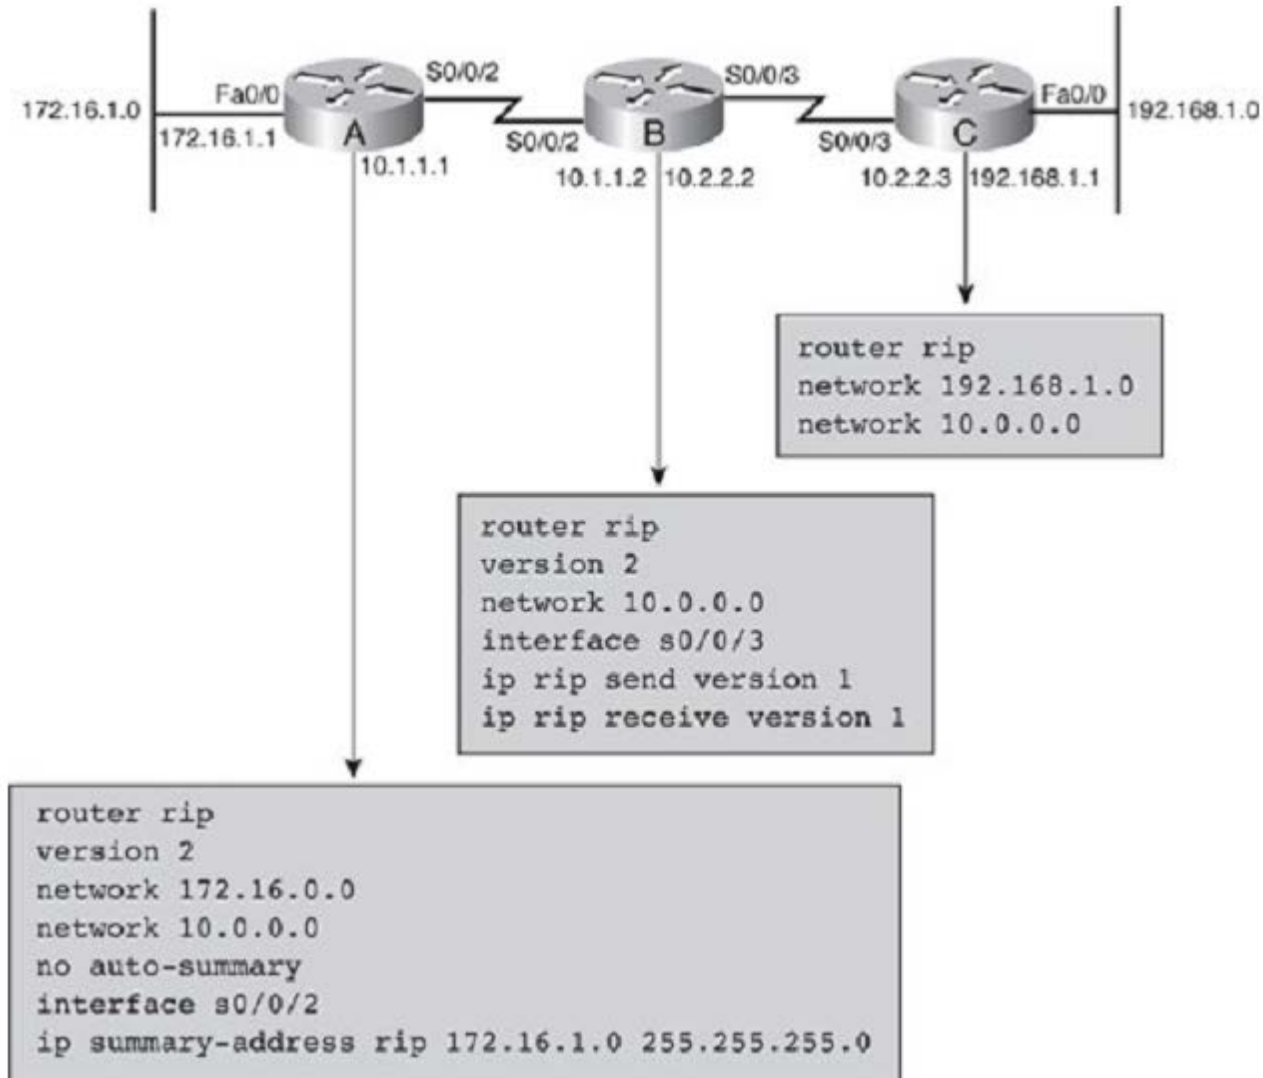 S0/0/2
S0/0/3
172.16.1.0
Fa0/0
Fa0/0
192.168.1.0
172.16.1.1
A
S0/0/2
B
S0/0/3
C
10.1.1.1
10.1.1.2
10.2.2.2
10.2.2.3
192.168.1.1
router rip
network 192.168.1.0
network 10.0.0.0
router rip
version 2
network 10.0.0.0
interface s0/0/3
ip rip send version 1
ip rip receive version 1
router rip
version 2
network 172.16.0.0
network 10.0.0.0
no auto-summary
interface s0/0/2
ip summary-address rip 172.16.1.0 255.255.255.0